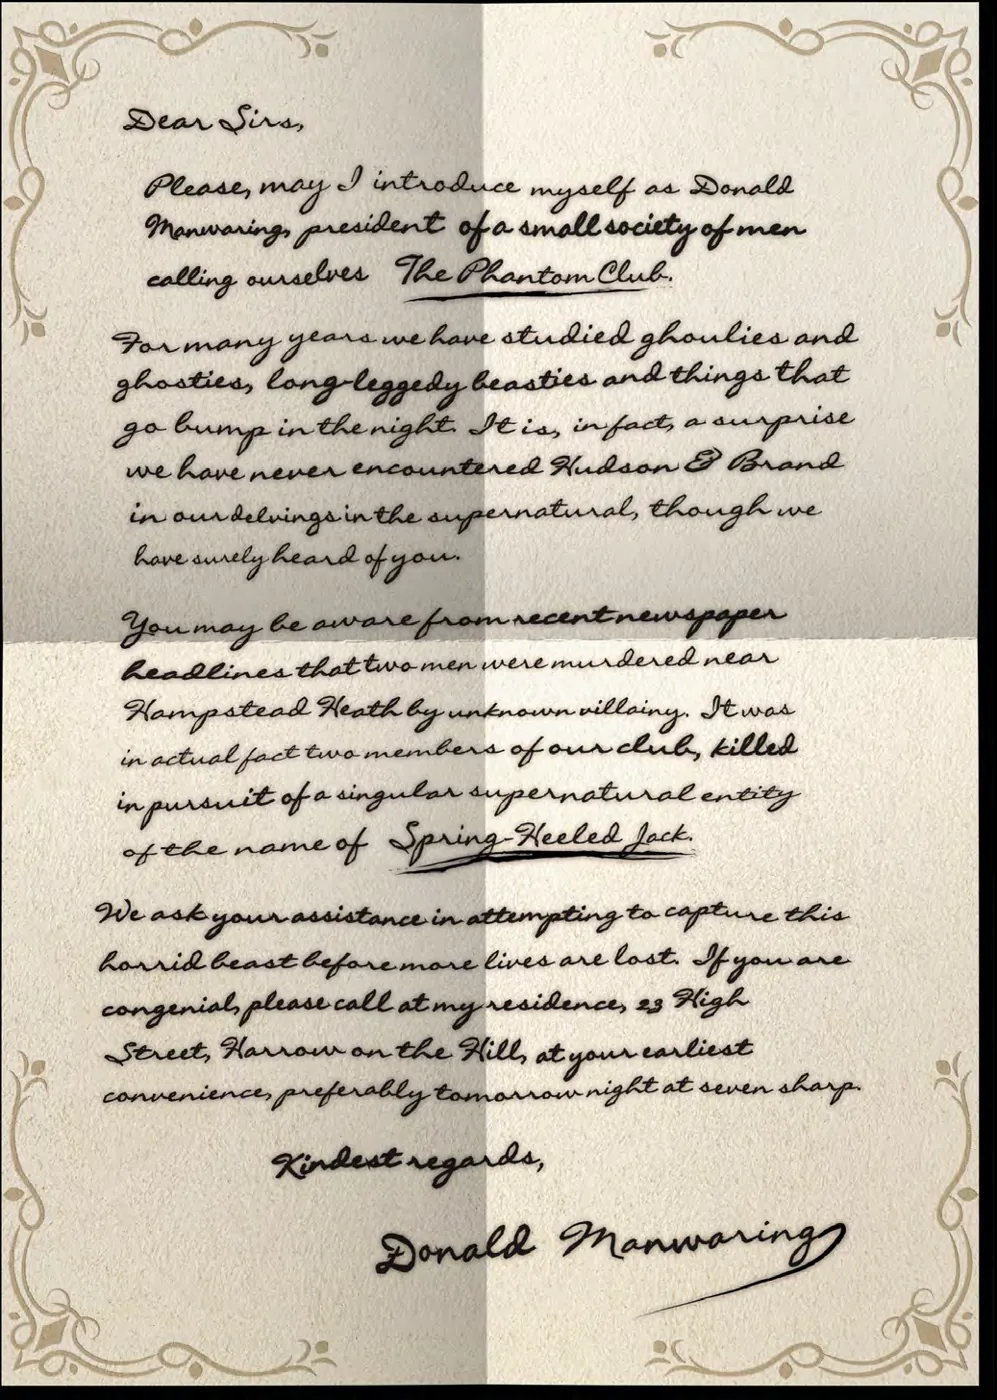 Dear Sirs,
Please, may I introduce myself as Donald
Manwaring, president of a small society of men
calling ourselves The Phantom Club.
For many years we have studied ghoulies and
ghosties, long-leggedy beasties and things that
go bump in the night. It is, in fact, a surprise
we have never encountered Hudson & Brand
in our delvings in the supernatural, though we
have surely heard of you.
You may be aware from recent newspaper
headlines that two men were murdered near
Hampstead Heath by unknown villainy. It was
in actual fact two members of our club, killed
in pursuit of a singular supernatural entity
of the name of Spring-Heeled Jack.
We ask your assistance in attempting to capture this
horrid beast before more lives are lost. If you are
congenial, please call at my residence, 23 High
Street, Harrow on the Hill, at your earliest
convenience, preferably tomorrow night at seven sharp.
Kindest regards,
Donald Manwaring